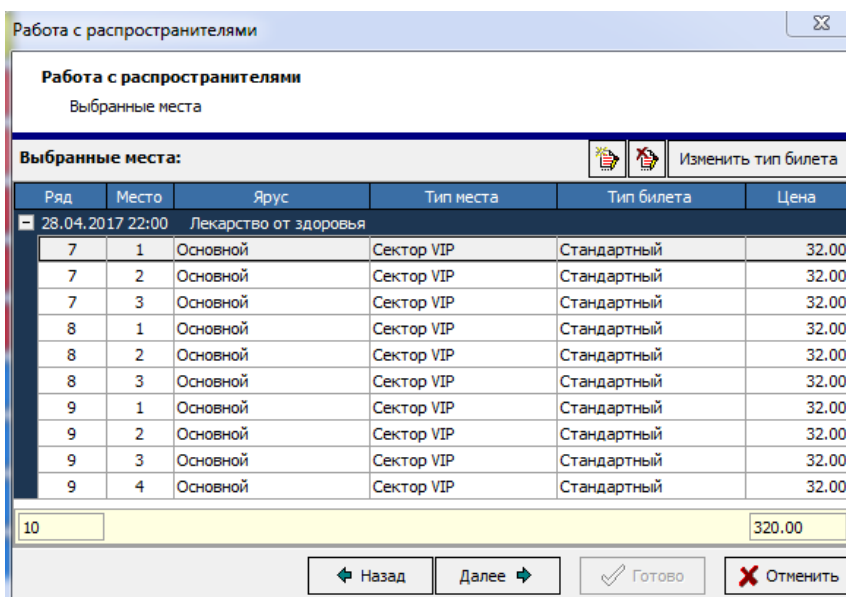 Работа с распространителями
Работа с распространителями
Выбранные места
Выбранные места: Изменить тип билета
Ряд Место Ярус Тип места Тип билета Цена
28.04.2017 22:00 Лекарство от здоровья
7 1 Основной Сектор VIP Стандартный 32.00
7 2 Основной Сектор VIP Стандартный 32.00
7 3 Основной Сектор VIP Стандартный 32.00
8 1 Основной Сектор VIP Стандартный 32.00
8 2 Основной Сектор VIP Стандартный 32.00
8 3 Основной Сектор VIP Стандартный 32.00
9 1 Основной Сектор VIP Стандартный 32.00
9 2 Основной Сектор VIP Стандартный 32.00
9 3 Основной Сектор VIP Стандартный 32.00
9 4 Основной Сектор VIP Стандартный 32.00
10 320.00
Назад Далее Готово Отменить